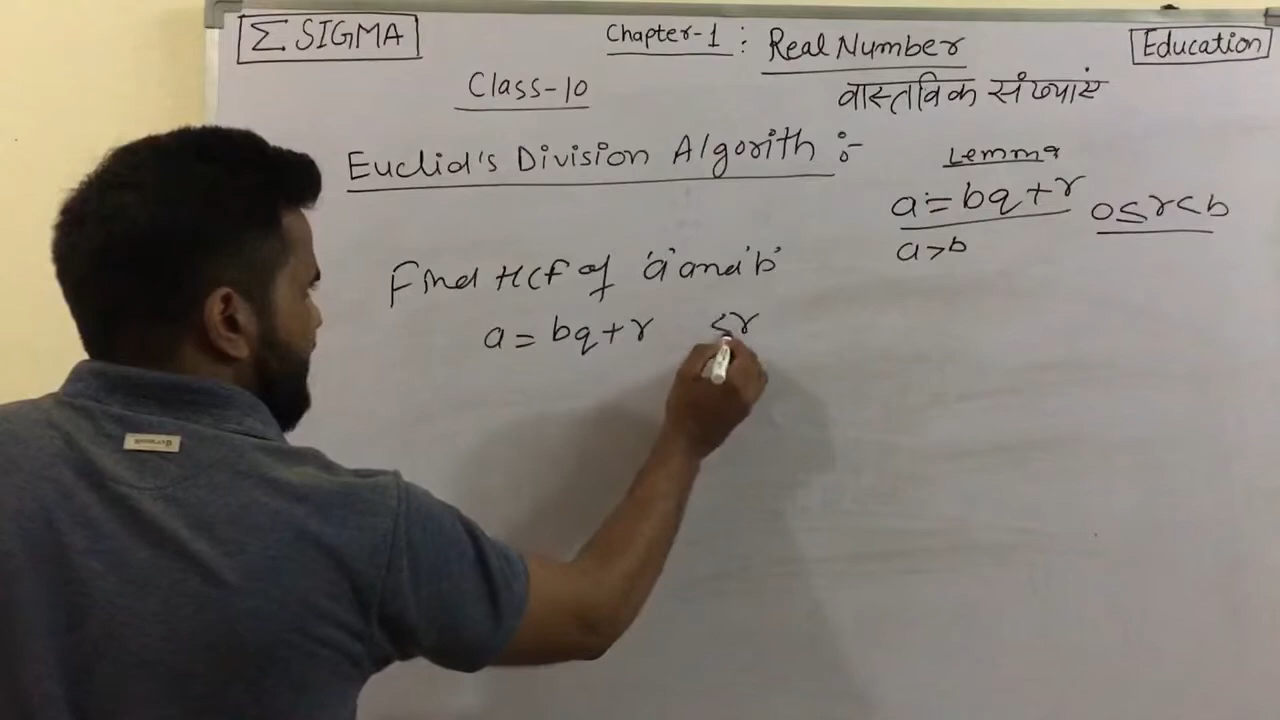 Σ SIGMA
Chapter-1 : Real Number
Education
Class-10
वास्तविक संख्याएं
Euclid's Division Algorith :-
Lemma
a = bq + r 0 ≤ r < b
a > b
Find HCF of 'a' and 'b'
a = bq + r ≤ r